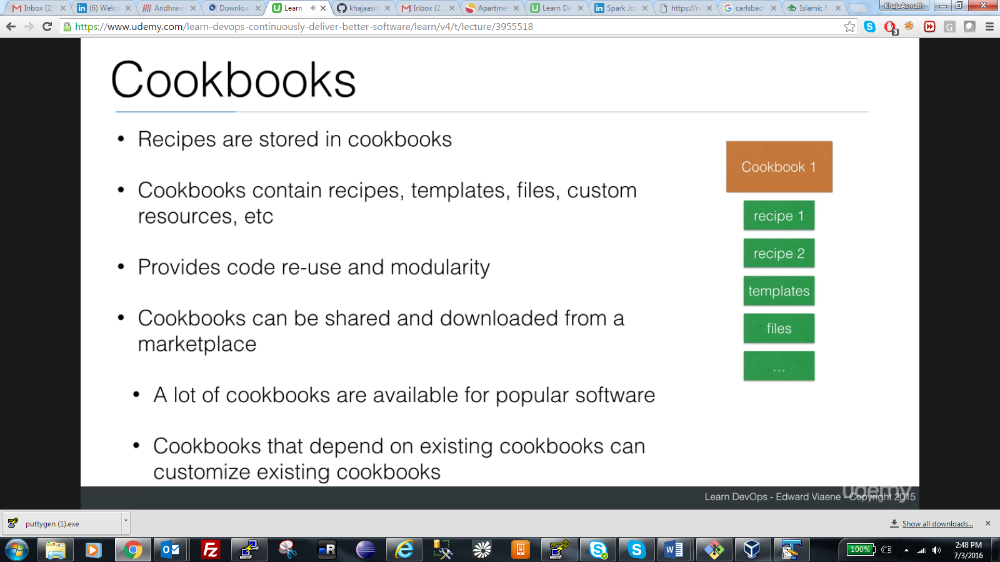 Inbox (2,
(6) Welco
Andhraw
Downloa
Learn
khajaasm
Inbox (2,
Apartme
Learn De
Spark Jo
https://ra
carlsbad
Islamic F
KhajaAsmath
https://www.udemy.com/learn-devops-continuously-deliver-better-software/learn/v4/t/lecture/3955518
3
G
Cookbooks
• Recipes are stored in cookbooks
• Cookbooks contain recipes, templates, files, custom
resources, etc
• Provides code re-use and modularity
• Cookbooks can be shared and downloaded from a
marketplace
• A lot of cookbooks are available for popular software
• Cookbooks that depend on existing cookbooks can
customize existing cookbooks
Cookbook 1
recipe 1
recipe 2
templates
files
...
udemy
Learn DevOps - Edward Viaene - Copyright 2015
puttygen (1).exe
Show all downloads...
Fz
mR
100%
2:48 PM
7/3/2016